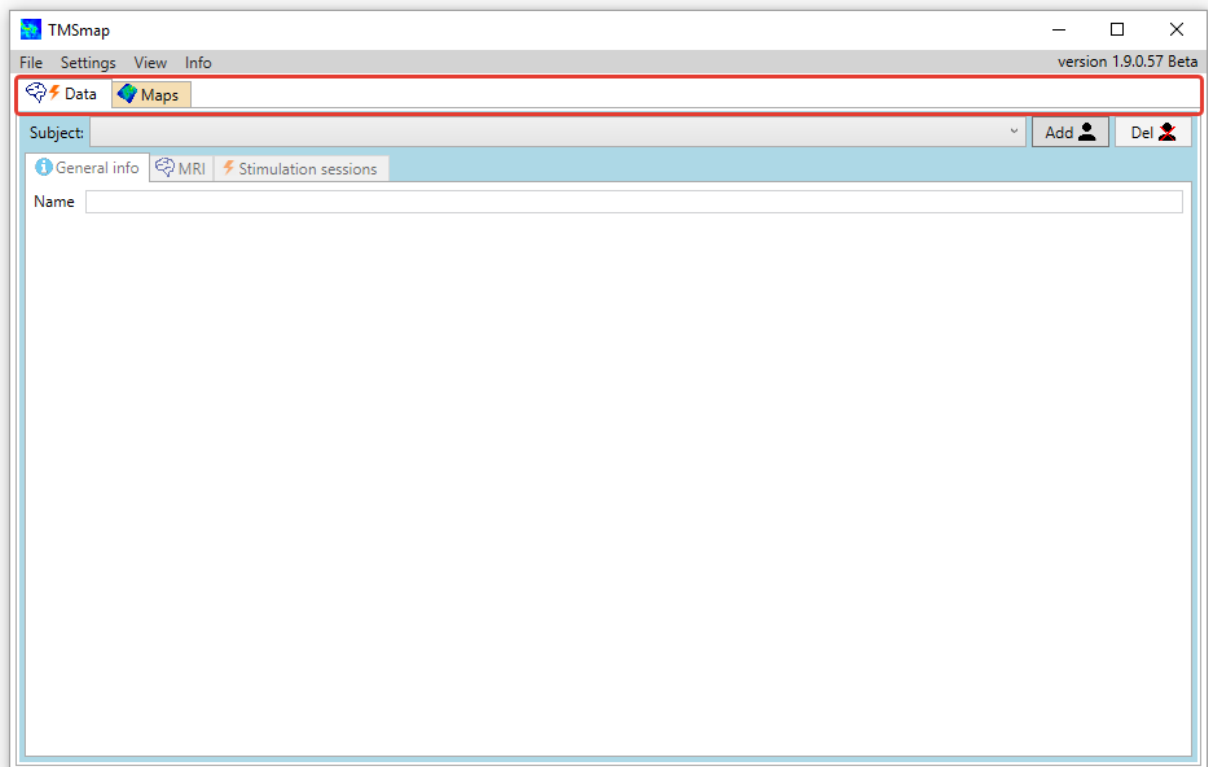 TMSmap
File Settings View Info version 1.9.0.57 Beta
Data Maps
Subject: Add Del
General info MRI Stimulation sessions
Name